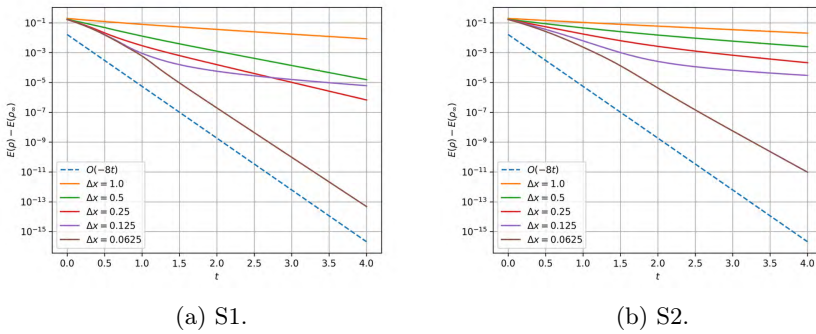 10⁻¹
10⁻³
10⁻⁵
10⁻⁷
10⁻⁹
10⁻¹¹
10⁻¹³
10⁻¹⁵
E(ρ) − E(ρ∞)
O(−8t)
Δx = 1.0
Δx = 0.5
Δx = 0.25
Δx = 0.125
Δx = 0.0625
0.0 0.5 1.0 1.5 2.0 2.5 3.0 3.5 4.0
t
(a) S1.
10⁻¹
10⁻³
10⁻⁵
10⁻⁷
10⁻⁹
10⁻¹¹
10⁻¹³
10⁻¹⁵
E(ρ) − E(ρ∞)
O(−8t)
Δx = 1.0
Δx = 0.5
Δx = 0.25
Δx = 0.125
Δx = 0.0625
0.0 0.5 1.0 1.5 2.0 2.5 3.0 3.5 4.0
t
(b) S2.